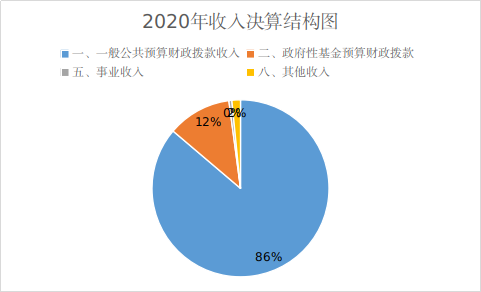 2020年收入决算结构图
一、一般公共预算财政拨款收入 二、政府性基金预算财政拨款
五、事业收入 八、其他收入
0% 2%
12%
86%